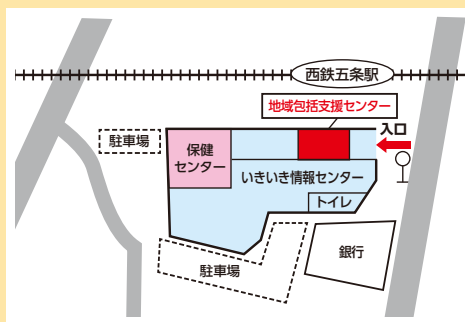 西鉄五条駅
地域包括支援センター
入口
駐車場
保健
センター
いきいき情報センター
トイレ
銀行
駐車場